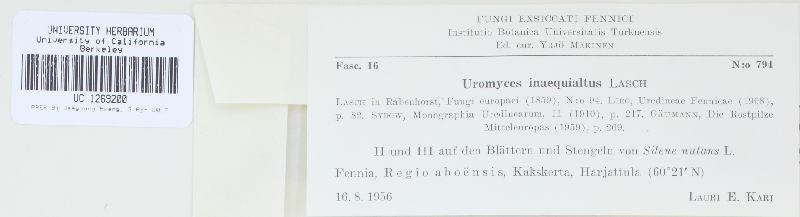 UNIVERSITY HERBARIUM
University of California
Berkeley
UC 1269200
FUNGI EXSICCATI FENNICI
Instituto Botanica Universitatis Turkuensis
Ed. cur. YRJÖ MÄKINEN
Fasc. 16 N:o 794
Uromyces inaequialtus LASCH
LASCH in Rabenhorst, Fungi europaei (1859), N:o 94. LIRO, Uredineae Fennicae (1908),
p. 82. SYDOW, Monographia Uredinearum, II (1910), p. 217. GÄUMANN, Die Rostpilze
Mitteleuropas (1959), p. 269.
II und III auf den Blättern und Stengeln von Silene nutans L.
Fennia, Regio aboënsis, Kakskerta, Harjattula (60°21′ N)
16. 8. 1956 LAURI E. KARI